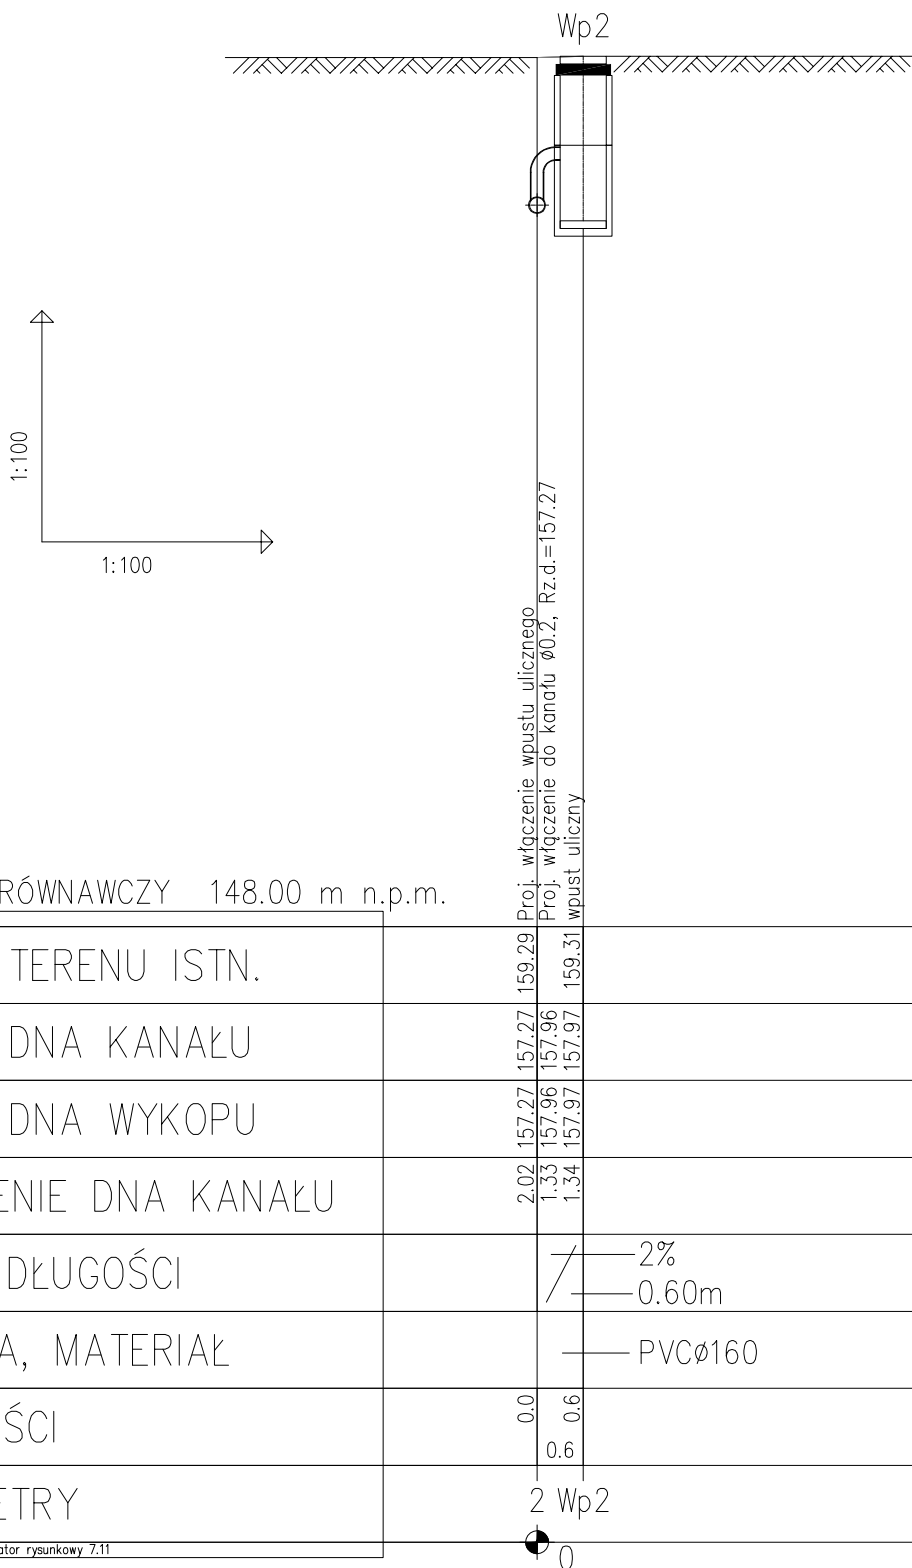 Wp2
1:100
1:100
Proj. włączenie wpustu ulicznego
Proj. włączenie do kanału ø0.2, Rz.d.=157.27
wpust uliczny
RÓWNAWCZY 148.00 m n.p.m.
TERENU ISTN. 159.29 159.31
DNA KANAŁU 157.27 157.96 157.97
DNA WYKOPU 157.27 157.96 157.97
ENIE DNA KANAŁU 2.02 1.33 1.34
DŁUGOŚCI
2%
0.60m
A, MATERIAŁ PVCø160
ŚCI 0.0 0.6
0.6
ETRY 2 Wp2
ator rysunkowy 7.11
0